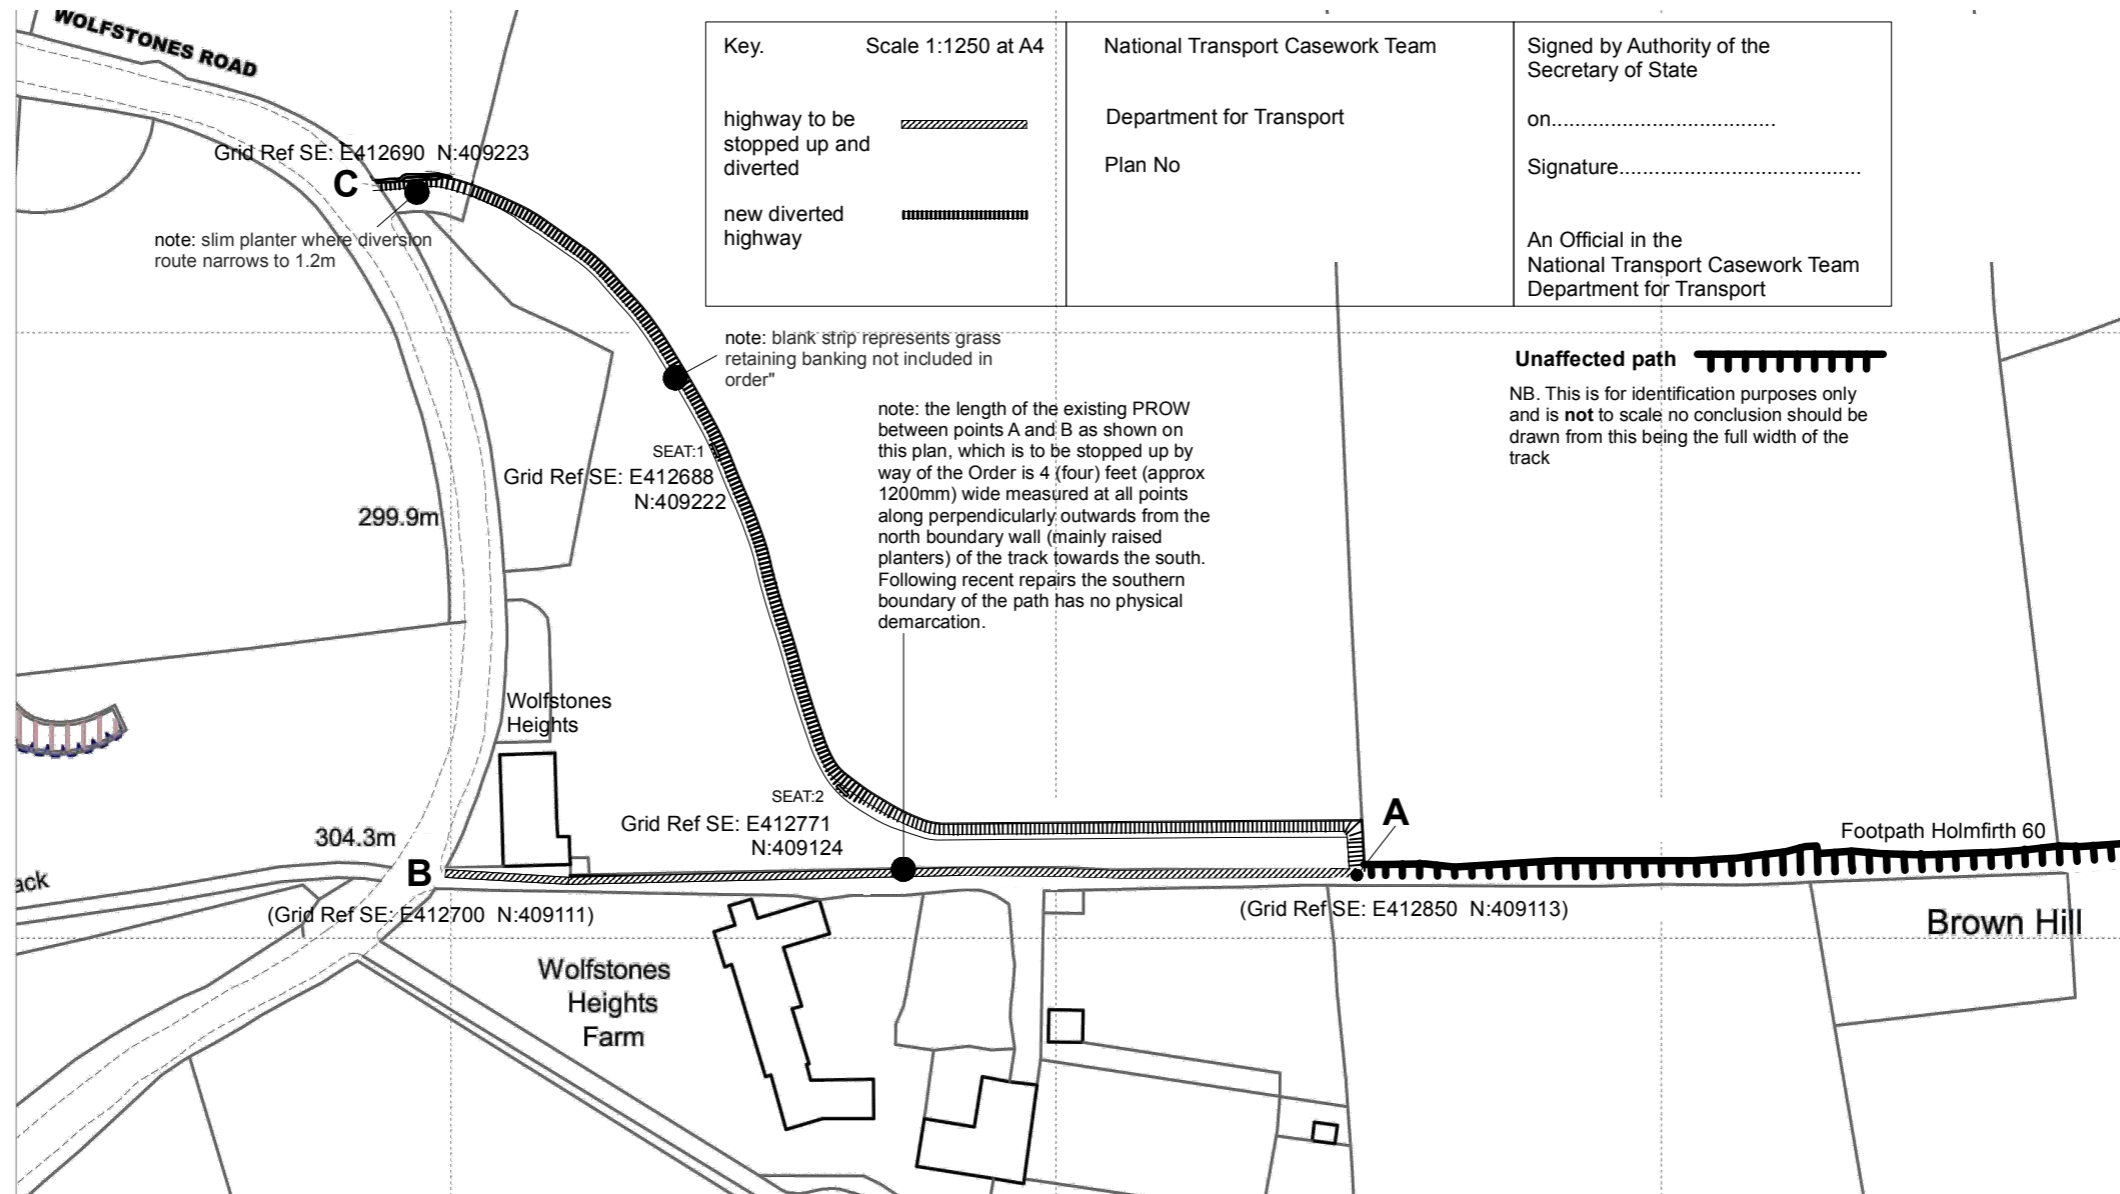 WOLFSTONES ROAD
Key. Scale 1:1250 at A4
highway to be
stopped up and
diverted
new diverted
highway
National Transport Casework Team
Department for Transport
Plan No
Signed by Authority of the
Secretary of State
on.....................................
Signature........................................
An Official in the
National Transport Casework Team
Department for Transport
Grid Ref SE: E412690 N:409223
C
note: slim planter where diversion
route narrows to 1.2m
note: blank strip represents grass
retaining banking not included in
order"
Unaffected path
NB. This is for identification purposes only
and is not to scale no conclusion should be
drawn from this being the full width of the
track
note: the length of the existing PROW
between points A and B as shown on
this plan, which is to be stopped up by
way of the Order is 4 (four) feet (approx
1200mm) wide measured at all points
along perpendicularly outwards from the
north boundary wall (mainly raised
planters) of the track towards the south.
Following recent repairs the southern
boundary of the path has no physical
demarcation.
SEAT:1
Grid Ref SE: E412688
N:409222
299.9m
Wolfstones
Heights
SEAT:2
Grid Ref SE: E412771
N:409124
A
304.3m
Footpath Holmfirth 60
B
ack
(Grid Ref SE: E412700 N:409111)
(Grid Ref SE: E412850 N:409113)
Brown Hill
Wolfstones
Heights
Farm